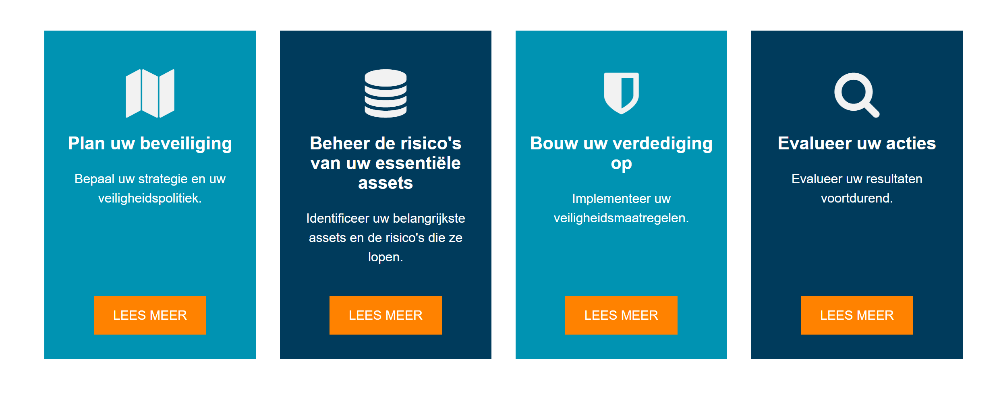 Plan uw beveiliging
Bepaal uw strategie en uw
veiligheidspolitiek.
LEES MEER
Beheer de risico's
van uw essentiële
assets
Identificeer uw belangrijkste
assets en de risico's die ze
lopen.
LEES MEER
Bouw uw verdediging
op
Implementeer uw
veiligheidsmaatregelen.
LEES MEER
Evalueer uw acties
Evalueer uw resultaten
voortdurend.
LEES MEER